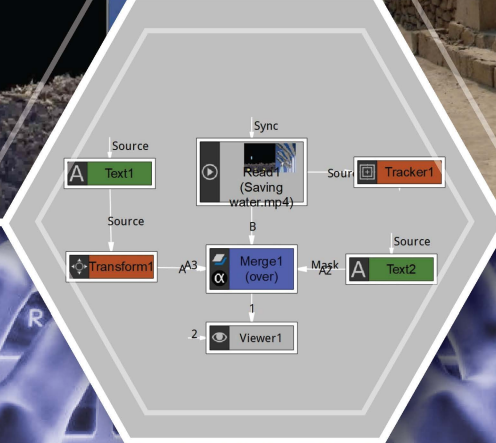 Sync
Source
A Text1
Read1
(Saving
water.mp4)
Sour
Tracker1
Source
B
Source
Transform1
A
A3
α
Merge1
(over)
Mask
A2
A Text2
1
2
Viewer1
R